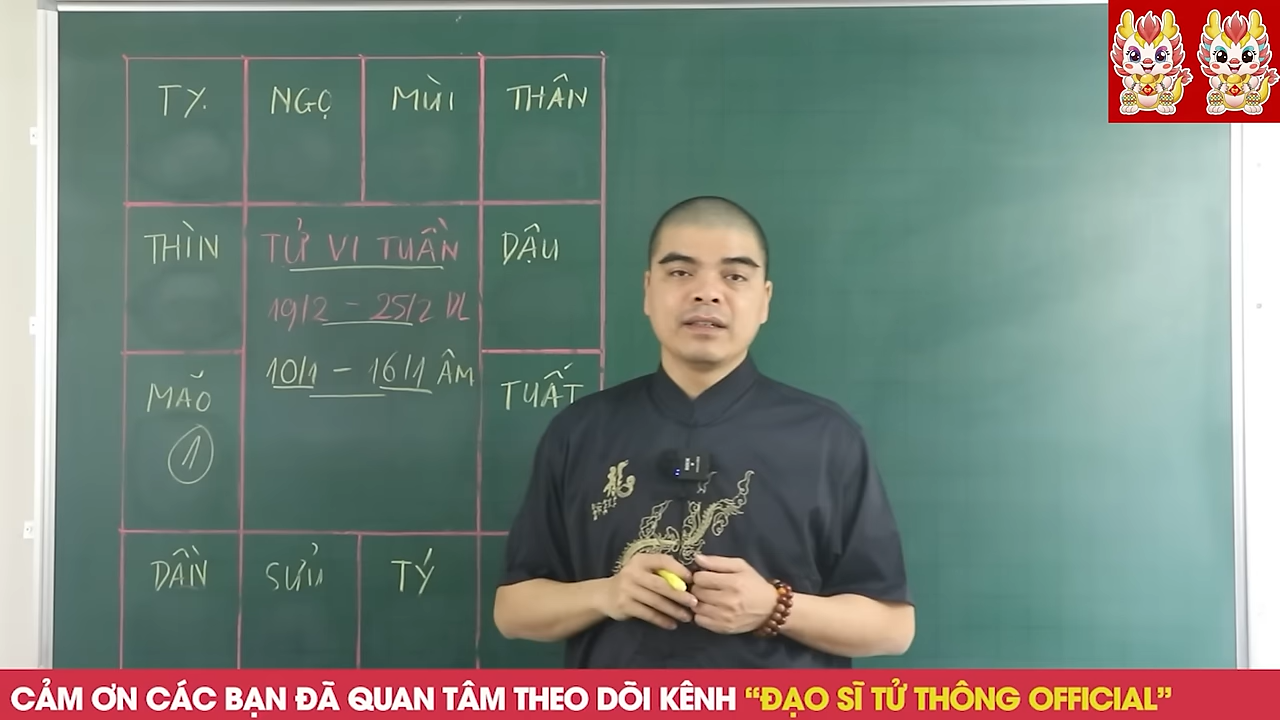 TỴ. NGỌ MÙI THÂN
THÌN TỬ VI TUẦN DẬU
19/2 - 25/2 DL
10/1 - 16/1 ÂM
MÃO TUẤT
1
DẦN SỬU TÝ
龍
CẢM ƠN CÁC BẠN ĐÃ QUAN TÂM THEO DÕI KÊNH “ĐẠO SĨ TỬ THÔNG OFFICIAL”